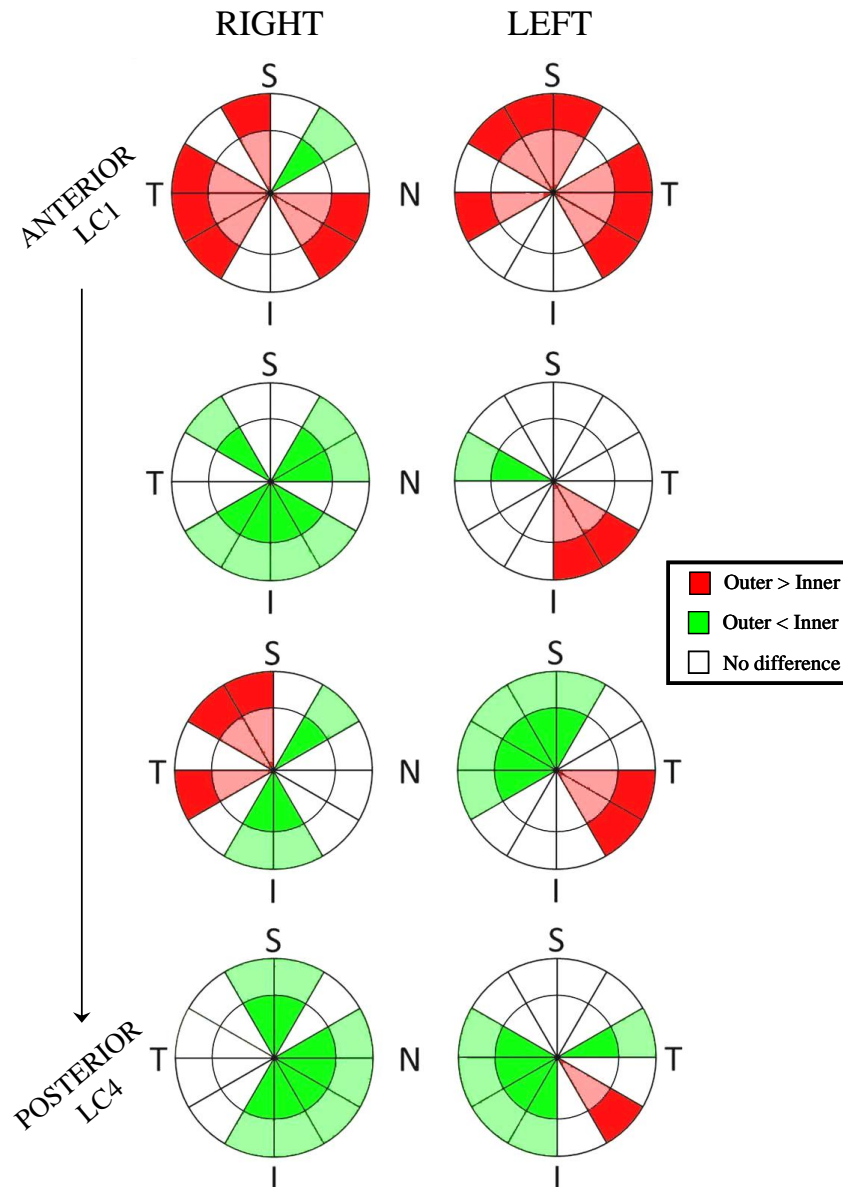 RIGHT LEFT
S S
ANTERIOR
LC1
T N T
I I
S S
T N T
I I
Outer > Inner
Outer < Inner
No difference
S S
T N T
I I
S S
POSTERIOR
LC4
T N T
I I